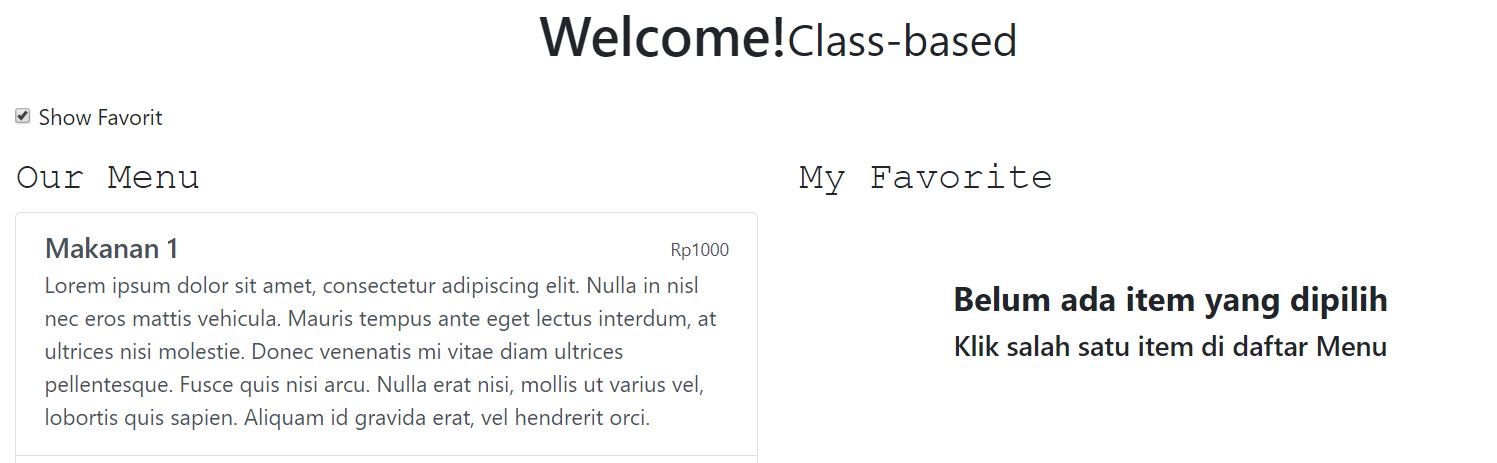 Welcome!Class-based
Show Favorit
Our Menu
Makanan 1
Rp1000
Lorem ipsum dolor sit amet, consectetur adipiscing elit. Nulla in nisl
nec eros mattis vehicula. Mauris tempus ante eget lectus interdum, at
ultrices nisi molestie. Donec venenatis mi vitae diam ultrices
pellentesque. Fusce quis nisi arcu. Nulla erat nisi, mollis ut varius vel,
lobortis quis sapien. Aliquam id gravida erat, vel hendrerit orci.
My Favorite
Belum ada item yang dipilih
Klik salah satu item di daftar Menu